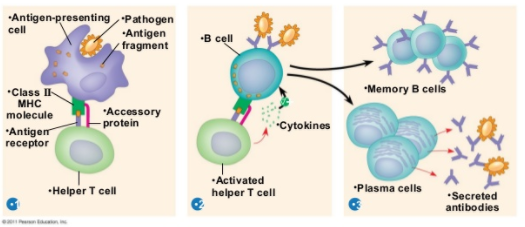 •Antigen-presenting
cell
•Pathogen
•Antigen
fragment
•Class II
MHC
molecule
•Accessory
protein
•Antigen
receptor
•Helper T cell
1
•B cell
•Cytokines
•Activated
helper T cell
2
•Memory B cells
•Plasma cells
•Secreted
antibodies
3
© 2011 Pearson Education, Inc.